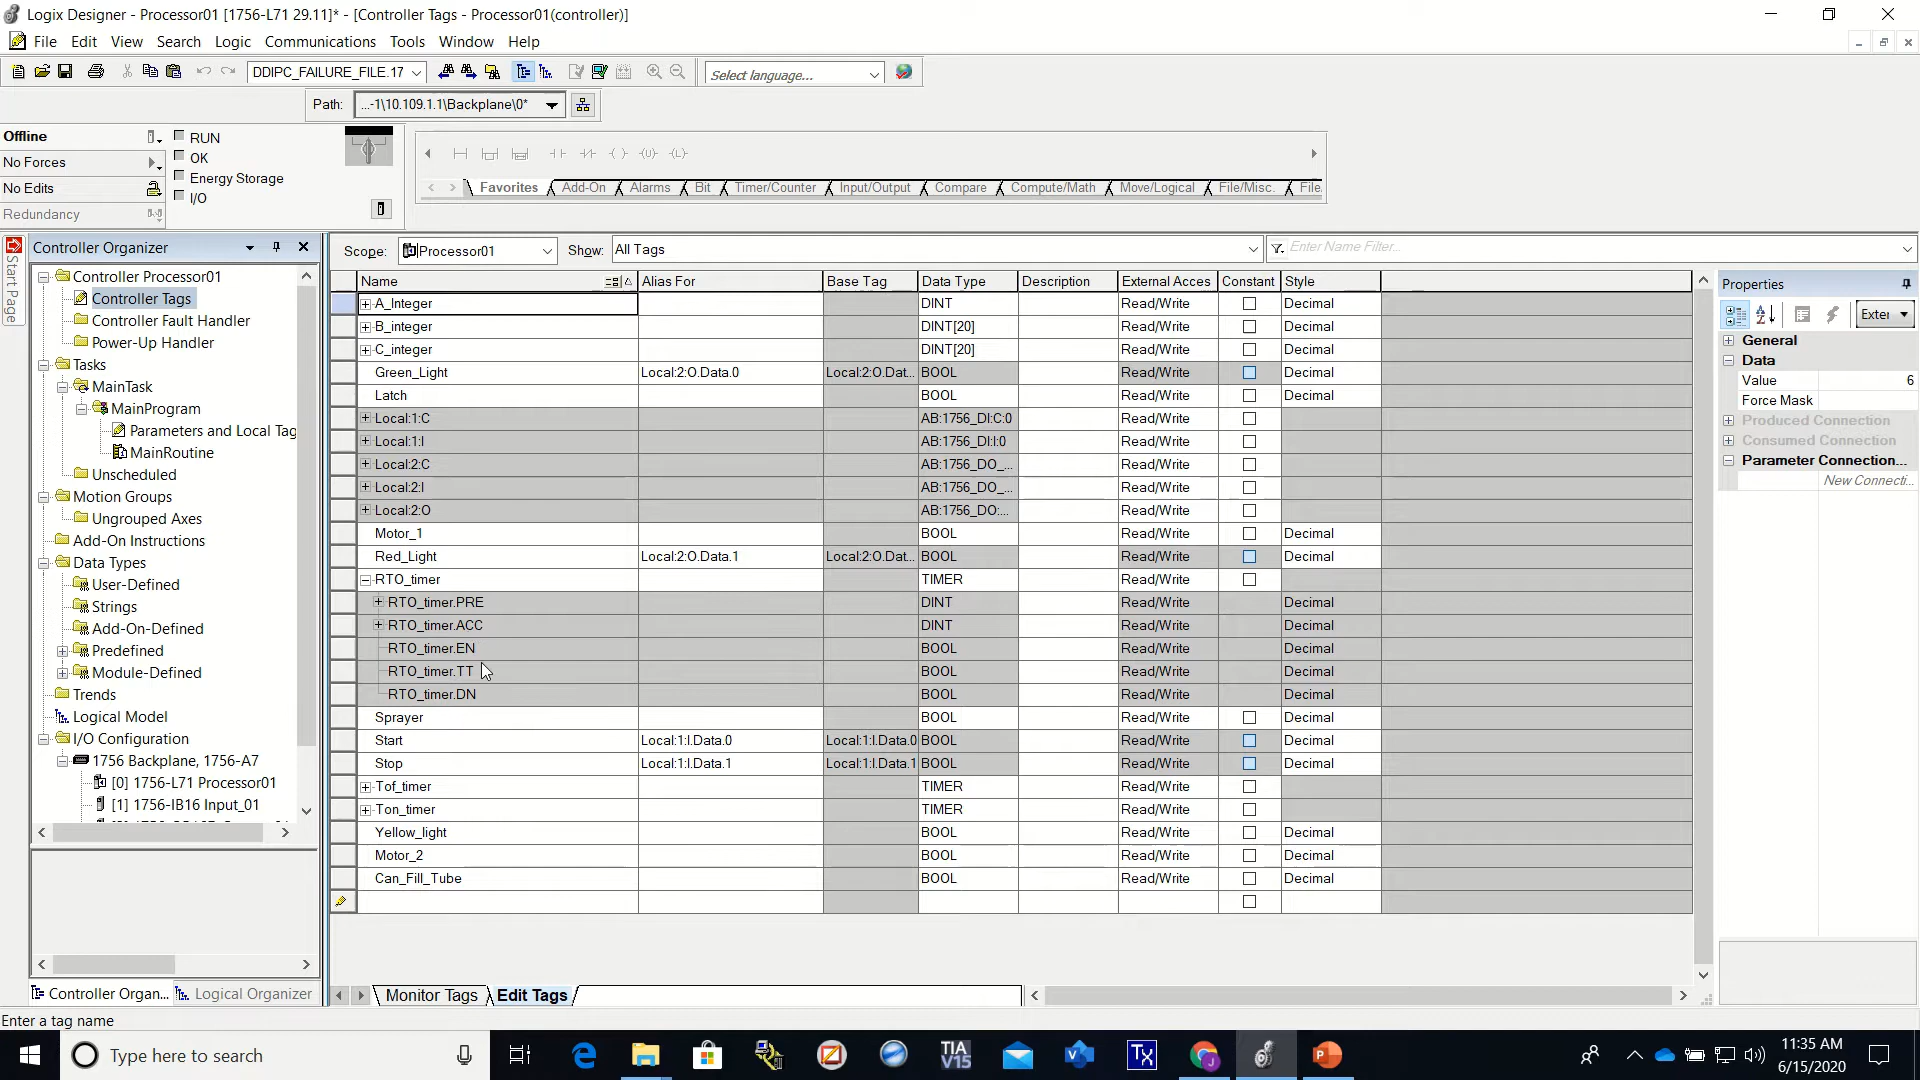 Logix Designer - Processor01 [1756-L71 29.11]* - [Controller Tags - Processor01(controller)]
File Edit View Search Logic Communications Tools Window Help
DDIPC_FAILURE_FILE.17 Select language...
Path: ...-1\10.109.1.1\Backplane\0*
Offline RUN
No Forces OK
No Edits Energy Storage
Redundancy I/O
Favorites Add-On Alarms Bit Timer/Counter Input/Output Compare Compute/Math Move/Logical File/Misc. File
Start Page
Controller Organizer
Controller Processor01
Controller Tags
Controller Fault Handler
Power-Up Handler
Tasks
MainTask
MainProgram
Parameters and Local Tag
MainRoutine
Unscheduled
Motion Groups
Ungrouped Axes
Add-On Instructions
Data Types
User-Defined
Strings
Add-On-Defined
Predefined
Module-Defined
Trends
Logical Model
I/O Configuration
1756 Backplane, 1756-A7
[0] 1756-L71 Processor01
[1] 1756-IB16 Input_01
Controller Organ... Logical Organizer
Scope: Processor01 Show: All Tags Enter Name Filter...
Name Alias For Base Tag Data Type Description External Acces Constant Style
A_Integer DINT Read/Write Decimal
B_integer DINT[20] Read/Write Decimal
C_integer DINT[20] Read/Write Decimal
Green_Light Local:2:O.Data.0 Local:2:O.Dat... BOOL Read/Write Decimal
Latch BOOL Read/Write Decimal
Local:1:C AB:1756_DI:C:0 Read/Write
Local:1:I AB:1756_DI:I:0 Read/Write
Local:2:C AB:1756_DO_... Read/Write
Local:2:I AB:1756_DO_... Read/Write
Local:2:O AB:1756_DO:... Read/Write
Motor_1 BOOL Read/Write Decimal
Red_Light Local:2:O.Data.1 Local:2:O.Dat... BOOL Read/Write Decimal
RTO_timer TIMER Read/Write
RTO_timer.PRE DINT Read/Write Decimal
RTO_timer.ACC DINT Read/Write Decimal
RTO_timer.EN BOOL Read/Write Decimal
RTO_timer.TT BOOL Read/Write Decimal
RTO_timer.DN BOOL Read/Write Decimal
Sprayer BOOL Read/Write Decimal
Start Local:1:I.Data.0 Local:1:I.Data.0 BOOL Read/Write Decimal
Stop Local:1:I.Data.1 Local:1:I.Data.1 BOOL Read/Write Decimal
Tof_timer TIMER Read/Write
Ton_timer TIMER Read/Write
Yellow_light BOOL Read/Write Decimal
Motor_2 BOOL Read/Write Decimal
Can_Fill_Tube BOOL Read/Write Decimal
Monitor Tags Edit Tags
Properties
Exter
General
Data
Value 6
Force Mask
Produced Connection
Consumed Connection
Parameter Connection...
New Connecti...
Enter a tag name
Type here to search
TIA V15
Tx
11:35 AM
6/15/2020